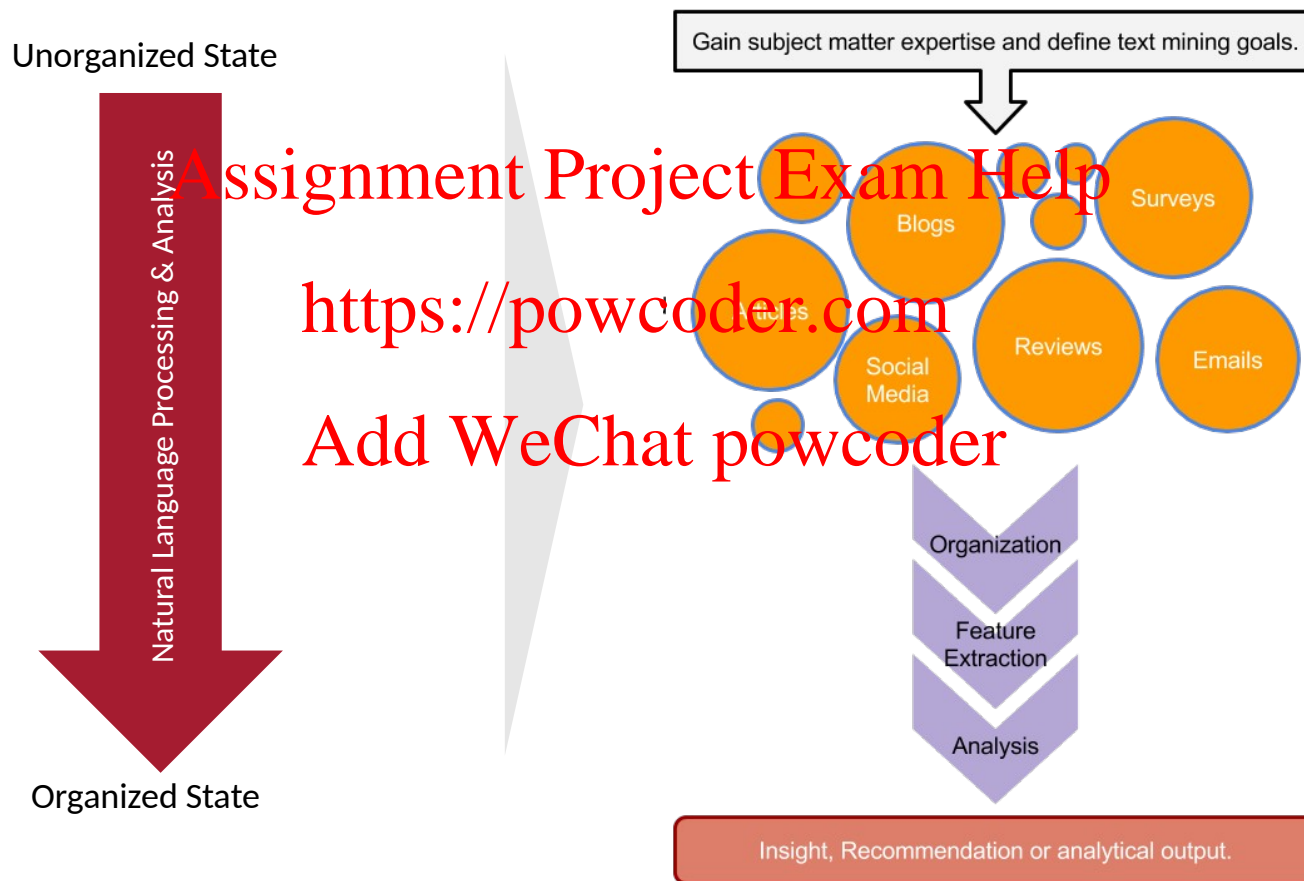 Unorganized State
Natural Language Processing & Analysis
Organized State
Gain subject matter expertise and define text mining goals.
Assignment Project Exam Help
https://powcoder.com
Add WeChat powcoder
Blogs
Surveys
Articles
Social
Media
Reviews
Emails
Organization
Feature
Extraction
Analysis
Insight, Recommendation or analytical output.